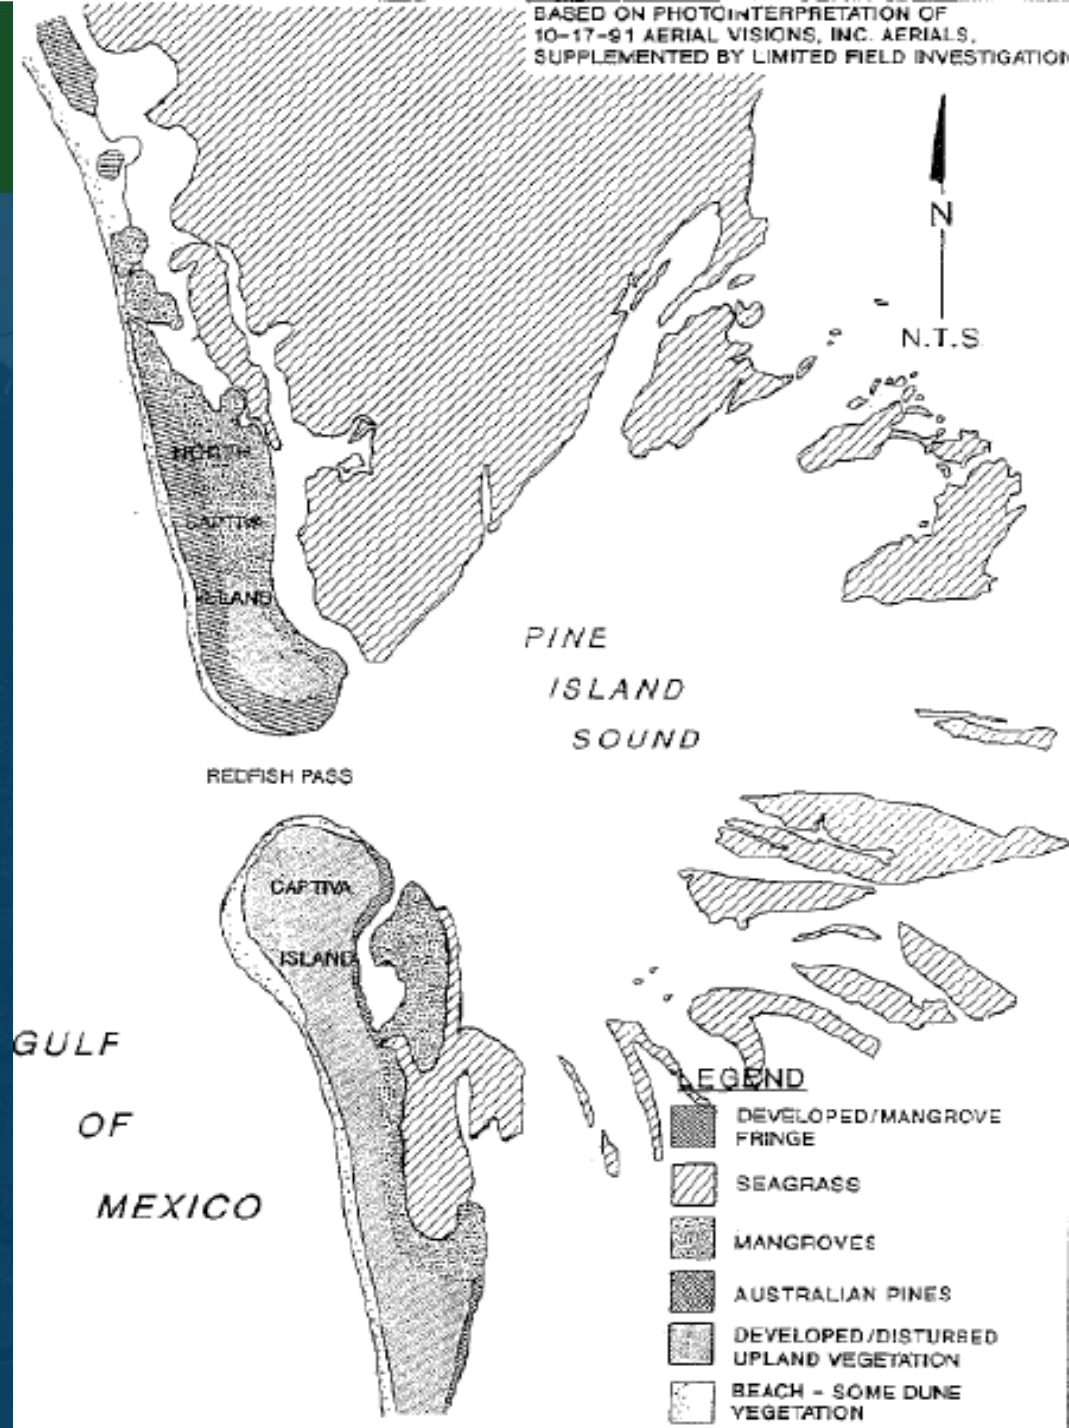 BASED ON PHOTOINTERPRETATION OF
10-17-91 AERIAL VISIONS, INC. AERIALS,
SUPPLEMENTED BY LIMITED FIELD INVESTIGATION
N
N.T.S.
NORTH
CAPTIVA
ISLAND
PINE
ISLAND
SOUND
REDFISH PASS
CAPTIVA
ISLAND
GULF
OF
MEXICO
LEGEND
DEVELOPED/MANGROVE
FRINGE
SEAGRASS
MANGROVES
AUSTRALIAN PINES
DEVELOPED/DISTURBED
UPLAND VEGETATION
BEACH - SOME DUNE
VEGETATION